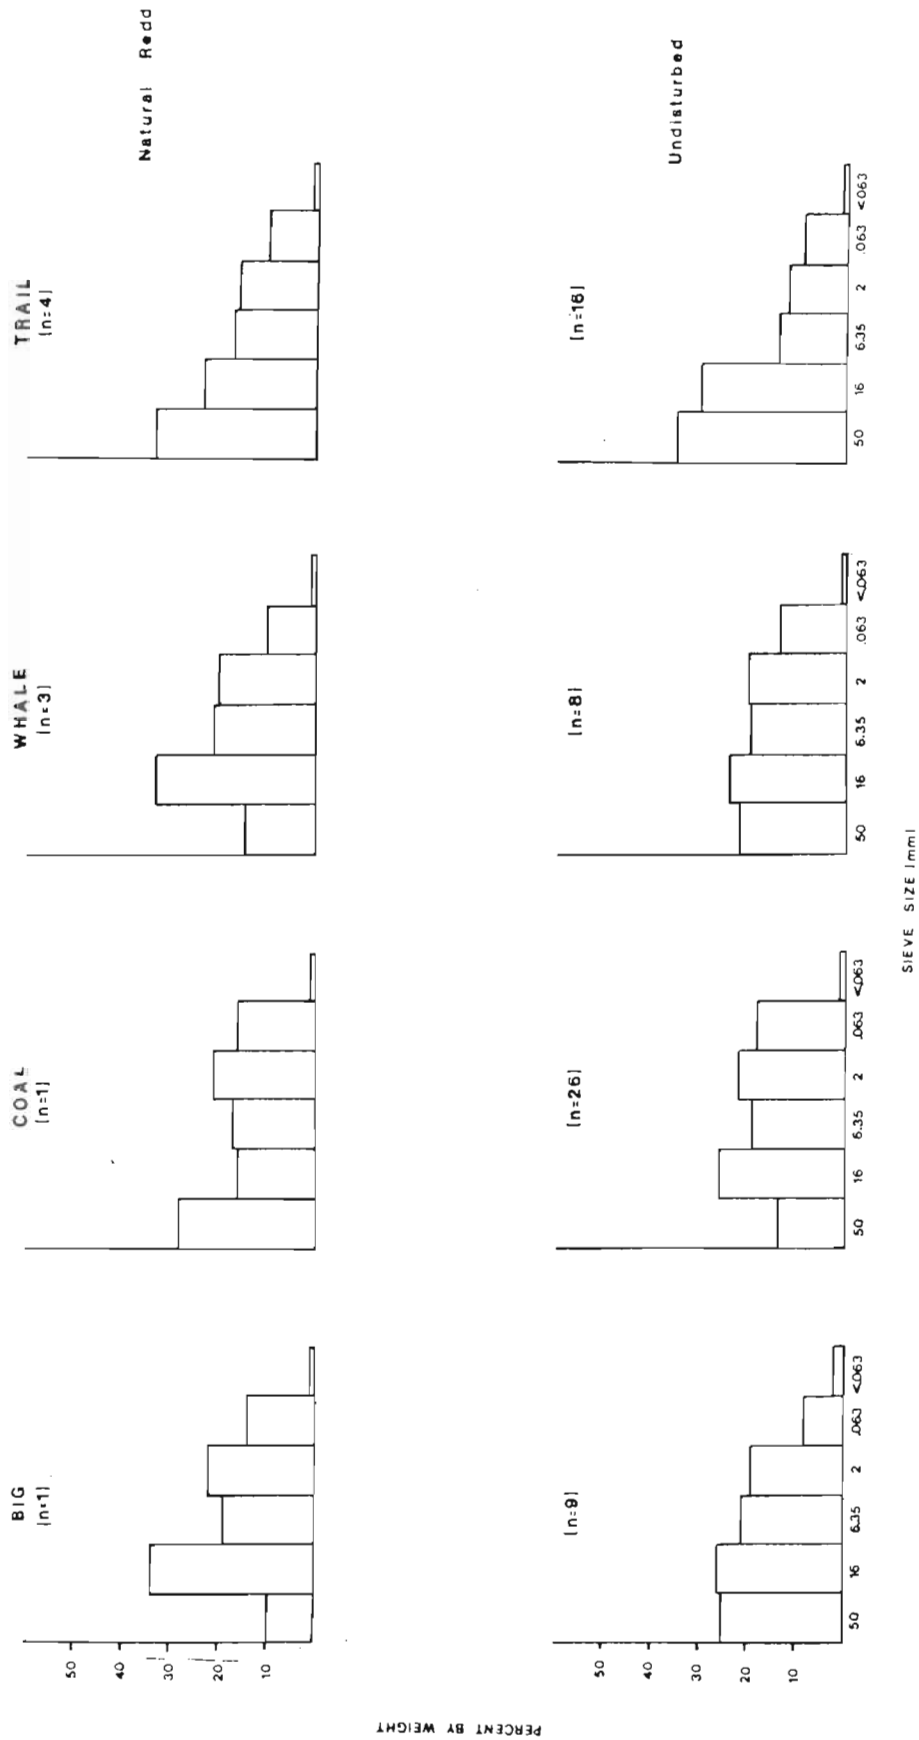 BIG
[n=1]
COAL
[n=1]
WHALE
[n=3]
TRAIL
[n=4]
Natural Redd
50
40
30
20
10
PERCENT BY WEIGHT
[n=9]
[n=26]
[n=8]
[n=16]
Undisturbed
50
40
30
20
10
50 16 6.35 2 .063 <.063
50 16 6.35 2 .063 <.063
50 16 6.35 2 .063 <.063
50 16 6.35 2 .063 <.063
SIEVE SIZE [mm]